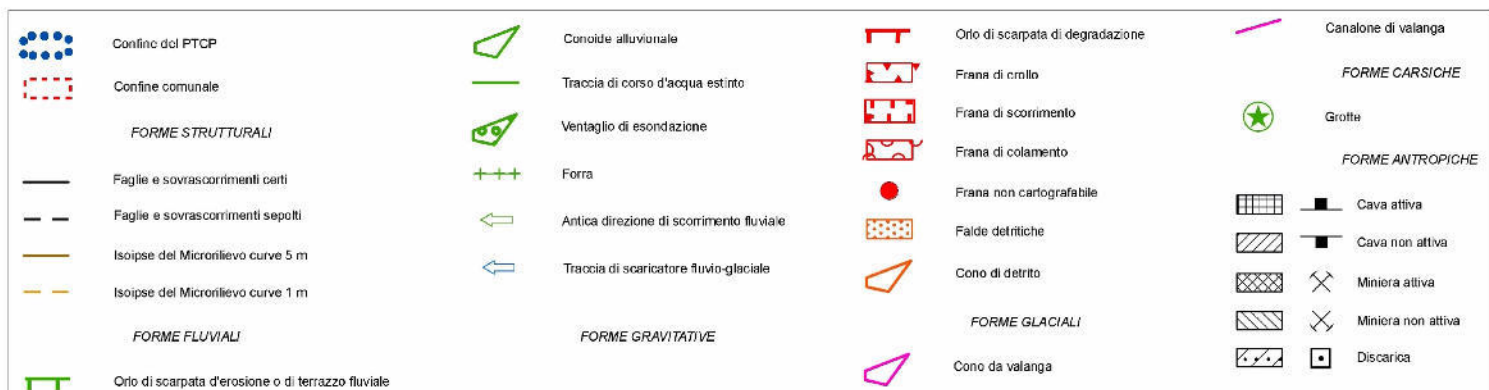 Confine del PTCP
Confine comunale
FORME STRUTTURALI
Faglie e sovrascorrimenti certi
Faglie e sovrascorrimenti sepolti
Isoipse del Microrilievo curve 5 m
Isoipse del Microrilievo curve 1 m
FORME FLUVIALI
Orlo di scarpata d'erosione o di terrazzo fluviale
Conoide alluvionale
Traccia di corso d'acqua estinto
Ventaglio di esondazione
Forra
Antica direzione di scorrimento fluviale
Traccia di scaricatore fluvio-glaciale
FORME GRAVITATIVE
Orlo di scarpata di degradazione
Frana di crollo
Frana di scorrimento
Frana di colamento
Frana non cartografabile
Falde detritiche
Cono di detrito
FORME GLACIALI
Cono da valanga
Canalone di valanga
FORME CARSICHE
Grotte
FORME ANTROPICHE
Cava attiva
Cava non attiva
Miniera attiva
Miniera non attiva
Discarica